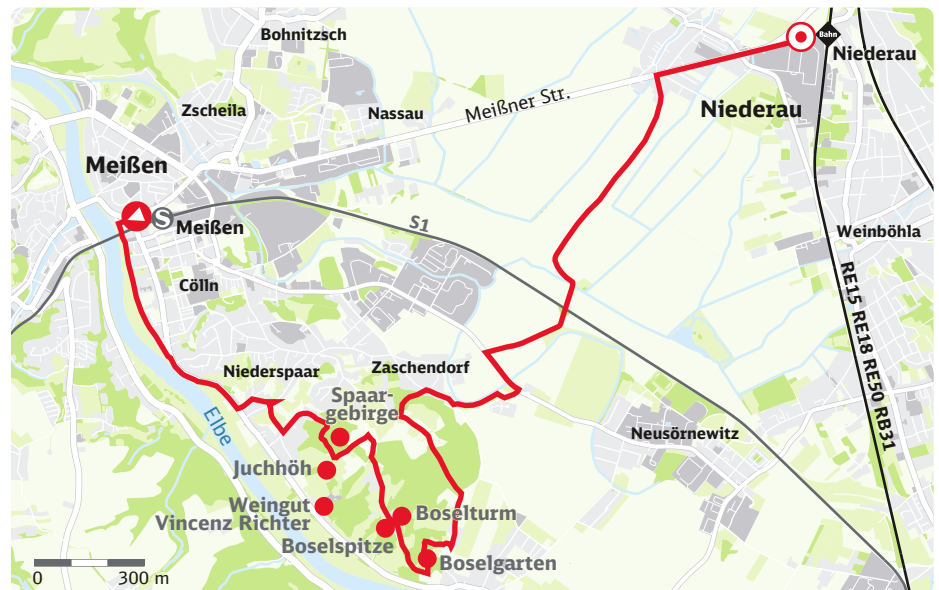 Bohnitzsch
Bahn
Niederau
Zscheila
Nassau
Meißner Str.
Niederau
Meißen
S
Meißen
S1
Weinböhla
Cölln
RE15 RE18 RE50 RB31
Niederspaar
Zaschendorf
Elbe
Spaar-
gebirge
Neusörnewitz
Juchhöh
Weingut
Vincenz Richter
Boselturm
Boselspitze
Boselgarten
0 300 m